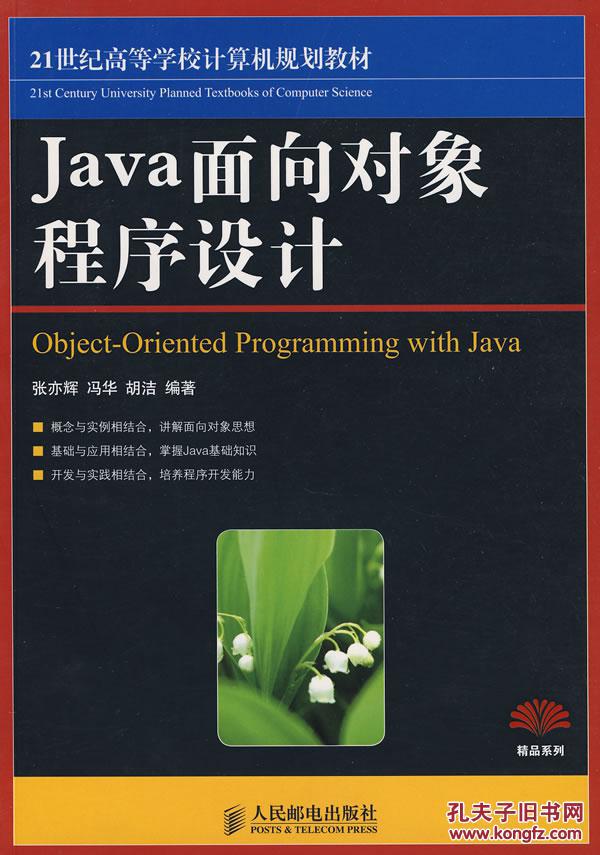 21世纪高等学校计算机规划教材
21st Century University Planned Textbooks of Computer Science
Java面向对象
程序设计
Object-Oriented Programming with Java
张亦辉 冯华 胡洁 编著
概念与实例相结合，讲解面向对象思想
基础与应用相结合，掌握Java基础知识
开发与实践相结合，培养程序开发能力
精品系列
人民邮电出版社
POSTS & TELECOM PRESS
孔夫子旧书网
www.kongfz.com